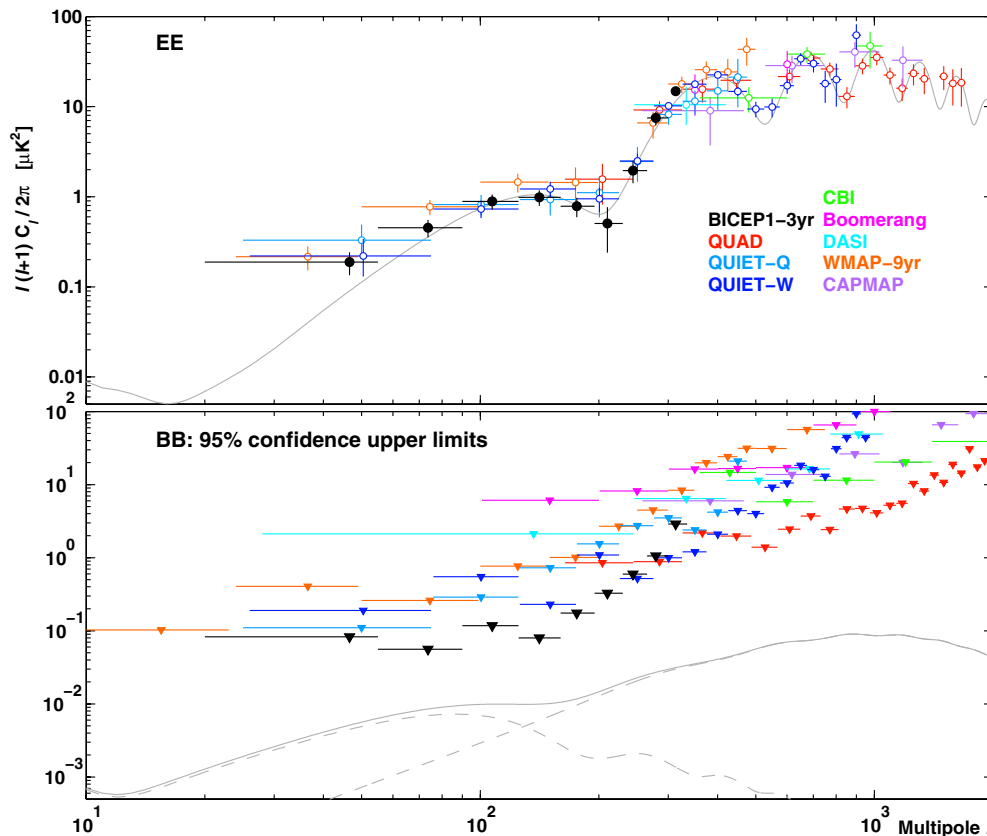 EE
l (l+1) C_l / 2π [μK²]
100
10
1
0.1
0.01
2
CBI
BICEP1−3yr
Boomerang
QUAD
DASI
QUIET−Q
WMAP−9yr
QUIET−W
CAPMAP
BB: 95% confidence upper limits
10
10¹
10⁰
10⁻¹
10⁻²
10⁻³
10¹
10²
10³
Multipole